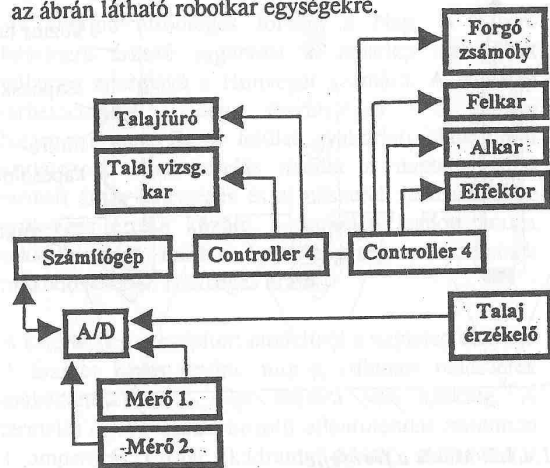 az ábrán látható robotkar egységekre.
Forgó
zsámoly
Felkar
Talajfúró
Alkar
Talaj vizsg.
kar
Effektor
Számítógép
Controller 4
Controller 4
A/D
Talaj
érzékelő
Mérő 1.
Mérő 2.